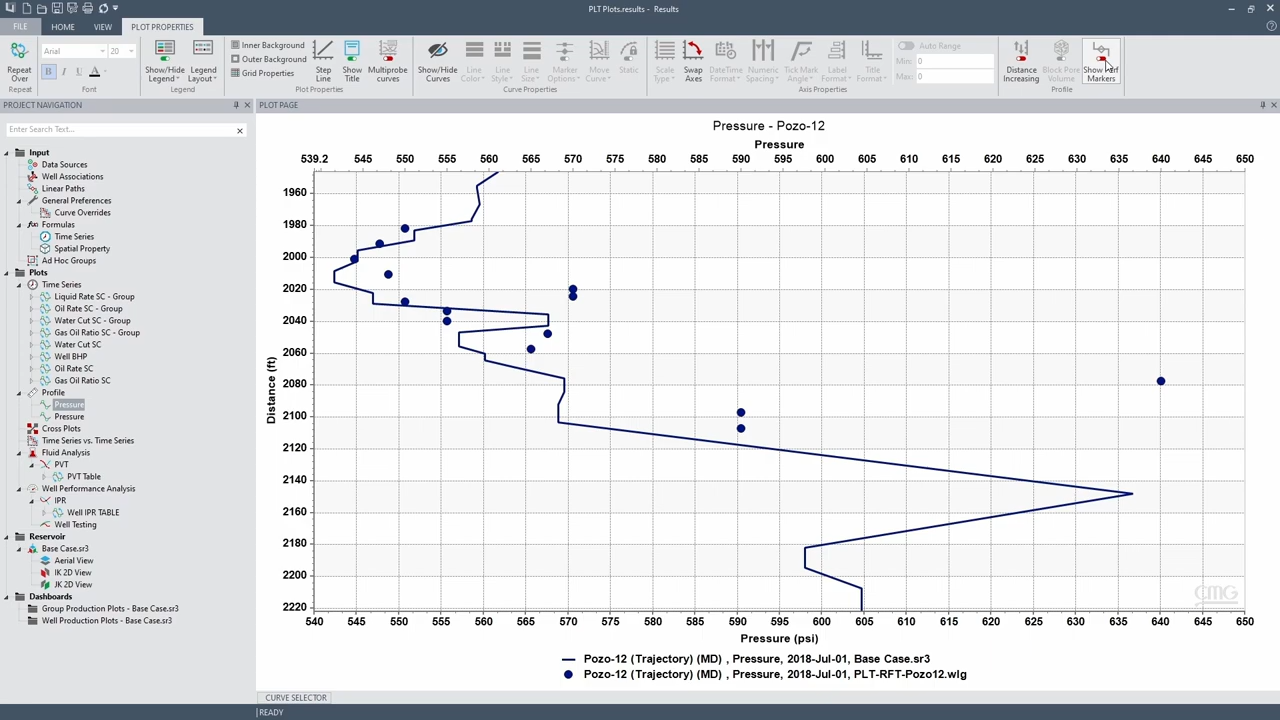 PLT Plots.results - Results
FILE HOME VIEW PLOT PROPERTIES
Repeat Over
Repeat
Arial 20
B I U A
Font
Show/Hide Legend
Legend Layout
Legend
Inner Background
Outer Background
Grid Properties
Step Line
Show Title
Multiprobe curves
Plot Properties
Show/Hide Curves
Line Color
Line Style
Line Size
Marker Options
Move Curve
Static
Curve Properties
Scale Type
Swap Axes
DateTime Format
Numeric Spacing
Tick Mark Angle
Label Format
Title Format
Auto Range
Min: 0
Max: 0
Axis Properties
Distance Increasing
Block Pore Volume
Show Perf Markers
Profile
PROJECT NAVIGATION
PLOT PAGE
Enter Search Text...
Input
Data Sources
Well Associations
Linear Paths
General Preferences
Curve Overrides
Formulas
Time Series
Spatial Property
Ad Hoc Groups
Plots
Time Series
Liquid Rate SC - Group
Oil Rate SC - Group
Water Cut SC - Group
Gas Oil Ratio SC - Group
Water Cut SC
Well BHP
Oil Rate SC
Gas Oil Ratio SC
Profile
Pressure
Pressure
Cross Plots
Time Series vs. Time Series
Fluid Analysis
PVT
PVT Table
Well Performance Analysis
IPR
Well IPR TABLE
Well Testing
Reservoir
Base Case.sr3
Aerial View
IK 2D View
JK 2D View
Dashboards
Group Production Plots - Base Case.sr3
Well Production Plots - Base Case.sr3
Pressure - Pozo-12
Pressure
539.2 545 550 555 560 565 570 575 580 585 590 595 600 605 610 615 620 625 630 635 640 645 650
Distance (ft)
1960
1980
2000
2020
2040
2060
2080
2100
2120
2140
2160
2180
2200
2220
CMG
540 545 550 555 560 565 570 575 580 585 590 595 600 605 610 615 620 625 630 635 640 645 650
Pressure (psi)
Pozo-12 (Trajectory) (MD) , Pressure, 2018-Jul-01, Base Case.sr3
Pozo-12 (Trajectory) (MD) , Pressure, 2018-Jul-01, PLT-RFT-Pozo12.wlg
CURVE SELECTOR
READY